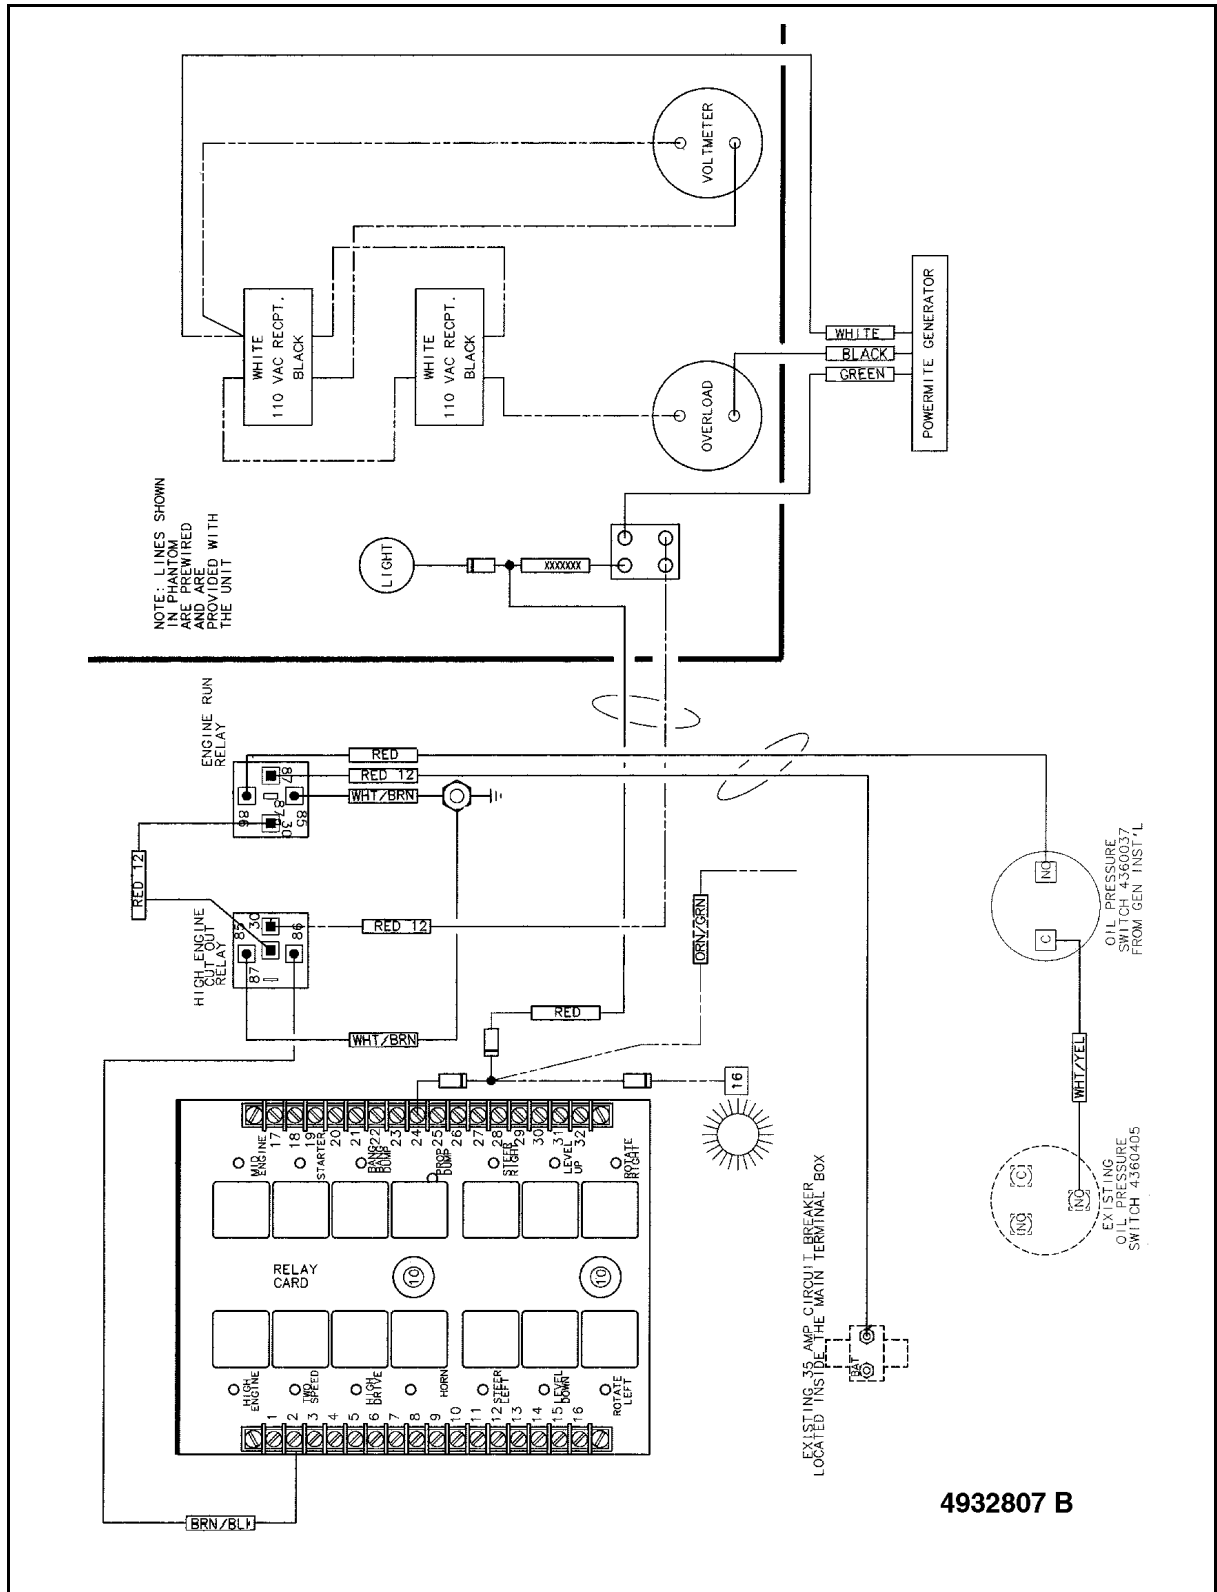 NOTE: LINES SHOWN
IN PHANTOM
ARE PREWIRED
AND ARE
PROVIDED WITH
THE UNIT
WHITE
110 VAC RECPT.
BLACK
WHITE
110 VAC RECPT.
BLACK
VOLTMETER
OVERLOAD
WHITE
BLACK
GREEN
POWERMITE GENERATOR
LIGHT
XXXXXXX
ENGINE RUN
RELAY
86
87
87a
30
85
RED
RED 12
WHT/BRN
RED 12
HIGH ENGINE
CUT OUT
RELAY
85
30
87
86
RED 12
WHT/BRN
ORN/GRN
RED
16
OIL PRESSURE
SWITCH 4360037
FROM GEN INST'L
NO
C
WHT/YEL
EXISTING
OIL PRESSURE
SWITCH 4360405
NO
C
NO
17
18
19
20
21
22
23
24
25
26
27
28
29
30
31
32
MID
ENGINE
STARTER
BANG
BANG
DUMP
PROP
DUMP
STEER
RIGHT
LEVEL
UP
ROTATE
RIGHT
RELAY
CARD
10
10
HIGH
ENGINE
TWO
SPEED
HIGH
DRIVE
HORN
STEER
LEFT
LEVEL
DOWN
ROTATE
LEFT
1
2
3
4
5
6
7
8
9
10
11
12
13
14
15
16
BRN/BLK
EXISTING 35 AMP CIRCUIT BREAKER
LOCATED INSIDE THE MAIN TERMINAL BOX
BAT
4932807 B